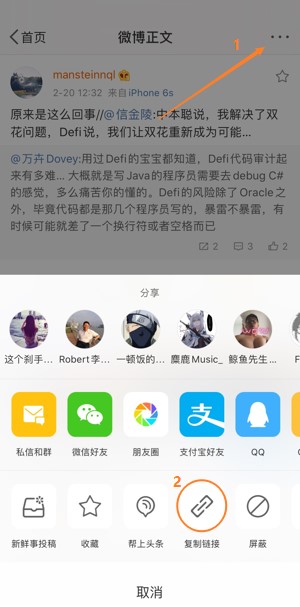 首页
微博正文
1
mansteinnql
2-20 12:32 来自iPhone 6s
原来是这么回事//@信金陵:中本聪说，我解决了双
花问题，Defi说，我们让双花重新成为可能...
@万卉Dovey:用过Defi的宝宝都知道，Defi代码审计起
来有多难... 大概就是写Java的程序员需要去debug C#
的感觉，多么痛苦你的懂的。Defi的风险除了Oracle之
外，毕竟代码都是那几个程序员写的，暴雷不暴雷，有
时候可能就差了一个换行符或者空格而已
2 3 2
分享
这个刹手... Robert李... 一顿饭的... 麋鹿Music_ 鲸鱼先生... F
私信和群 微信好友 朋友圈 支付宝好友 QQ
支
2
新鲜事投稿 收藏 帮上头条 复制链接 屏蔽
取消